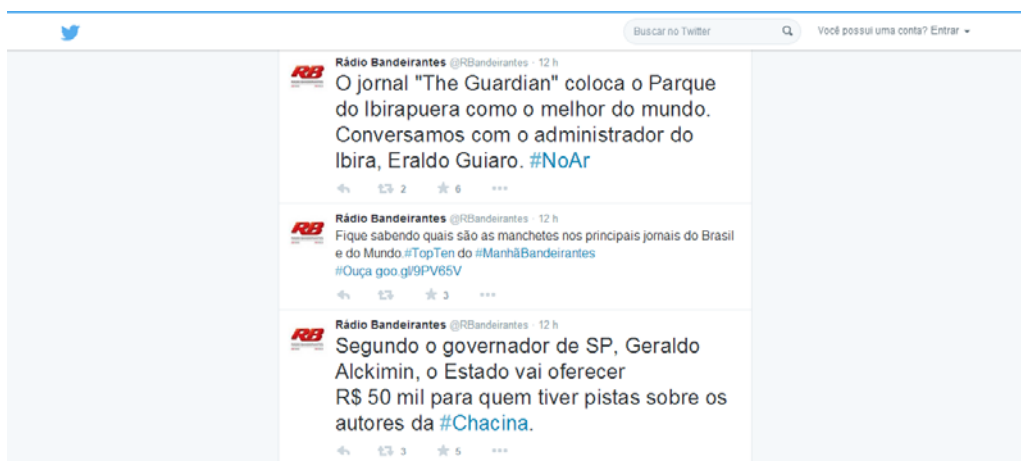 Buscar no Twitter
Você possui uma conta? Entrar
RB
Rádio Bandeirantes @RBandeirantes · 12 h
O jornal "The Guardian" coloca o Parque
do Ibirapuera como o melhor do mundo.
Conversamos com o administrador do
Ibira, Eraldo Guiaro. #NoAr
2 6
RB
Rádio Bandeirantes @RBandeirantes · 12 h
Fique sabendo quais são as manchetes nos principais jornais do Brasil
e do Mundo.#TopTen do #ManhãBandeirantes
#Ouça goo.gl/9PV65V
3
RB
Rádio Bandeirantes @RBandeirantes · 12 h
Segundo o governador de SP, Geraldo
Alckimin, o Estado vai oferecer
R$ 50 mil para quem tiver pistas sobre os
autores da #Chacina.
3 5